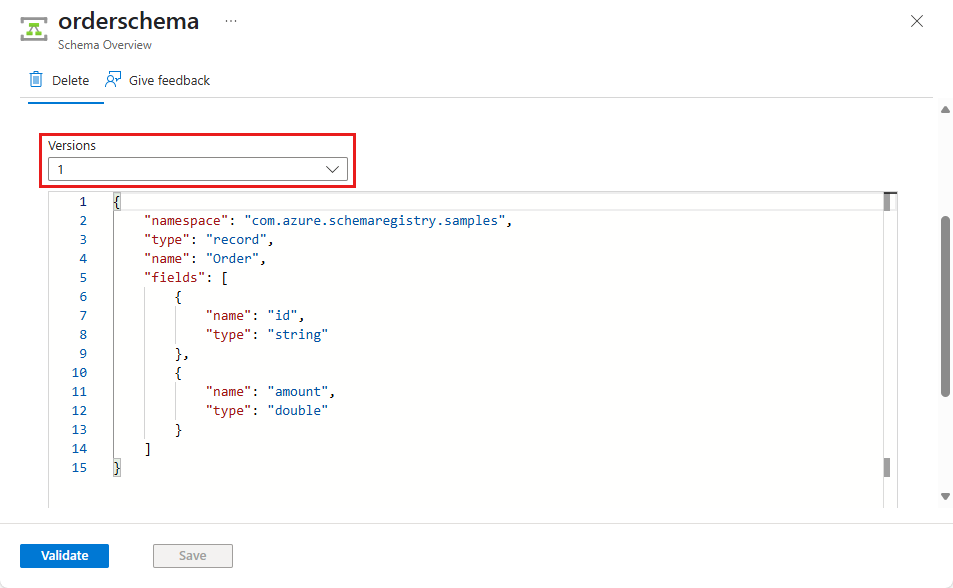 orderschema ...
Schema Overview
Delete Give feedback
Versions
1
1 {
2 "namespace": "com.azure.schemaregistry.samples",
3 "type": "record",
4 "name": "Order",
5 "fields": [
6 {
7 "name": "id",
8 "type": "string"
9 },
10 {
11 "name": "amount",
12 "type": "double"
13 }
14 ]
15 }
Validate Save